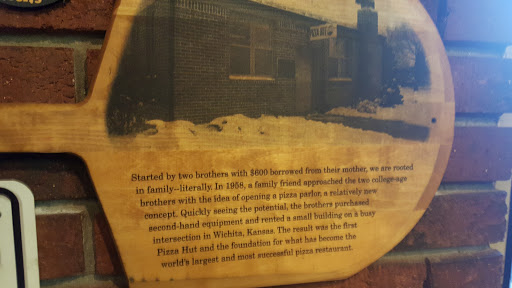 PIZZA HUT
Started by two brothers with $600 borrowed from their mother, we are rooted
in family--literally. In 1958, a family friend approached the two college-age
brothers with the idea of opening a pizza parlor, a relatively new
concept. Quickly seeing the potential, the brothers purchased
second-hand equipment and rented a small building on a busy
intersection in Wichita, Kansas. The result was the first
Pizza Hut and the foundation for what has become the
world's largest and most successful pizza restaurant.